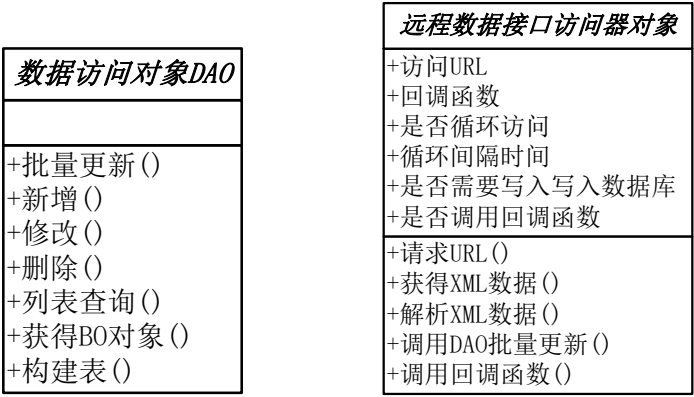 数据访问对象DAO
+批量更新()
+新增()
+修改()
+删除()
+列表查询()
+获得BO对象()
+构建表()
远程数据接口访问器对象
+访问URL
+回调函数
+是否循环访问
+循环间隔时间
+是否需要写入写入数据库
+是否调用回调函数
+请求URL()
+获得XML数据()
+解析XML数据()
+调用DAO批量更新()
+调用回调函数()